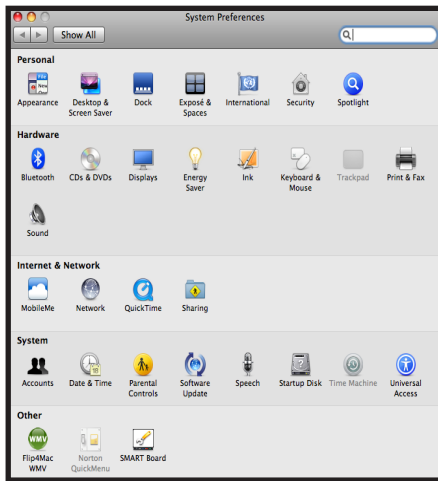 System Preferences
Show All
Personal
Appearance Desktop & Screen Saver Dock Exposé & Spaces International Security Spotlight
Hardware
Bluetooth CDs & DVDs Displays Energy Saver Ink Keyboard & Mouse Trackpad Print & Fax
Sound
Internet & Network
MobileMe Network QuickTime Sharing
System
Accounts Date & Time Parental Controls Software Update Speech Startup Disk Time Machine Universal Access
Other
WMV
Flip4Mac WMV Norton QuickMenu SMART Board